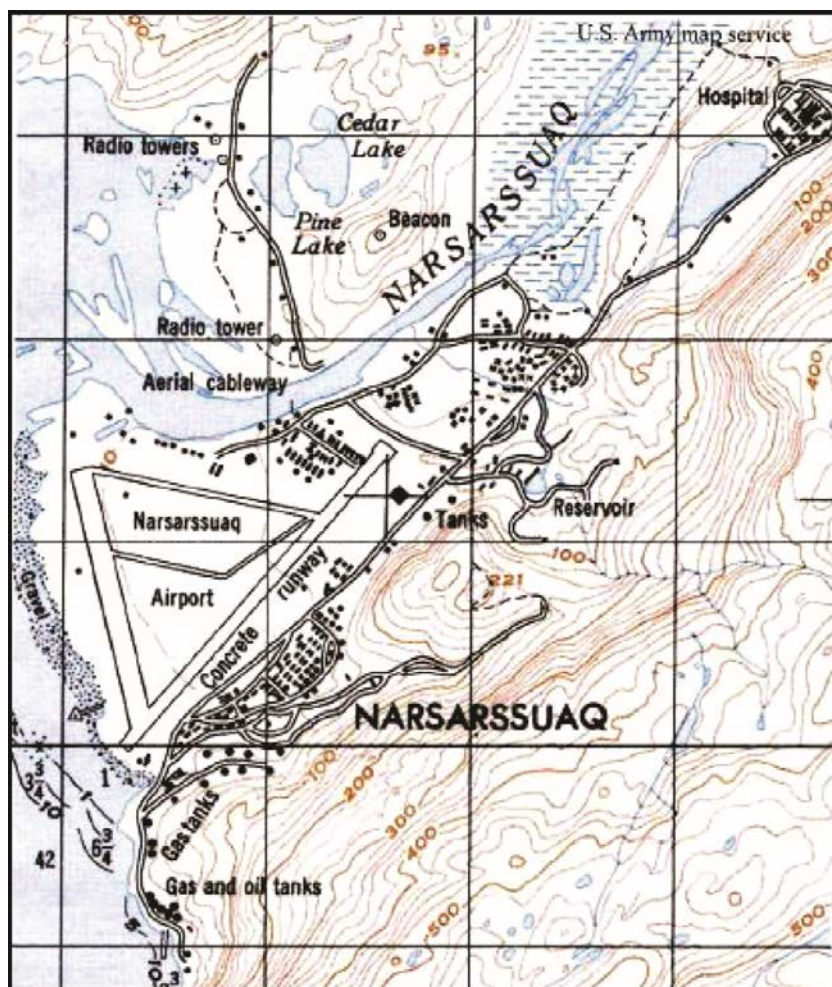 U.S. Army map service
95
Hospital
Cedar
Lake
Radio towers
NARSARSSUAQ
100
200
300
Pine
Lake
Beacon
Radio tower
Aerial cableway
400
10
Narsarssuaq
Tanks
Reservoir
100
Airport
runway
221
Gravel
Concrete
NARSARSSUAQ
100
200
300
400
500
1
42
Gas tanks
Gas and oil tanks
500